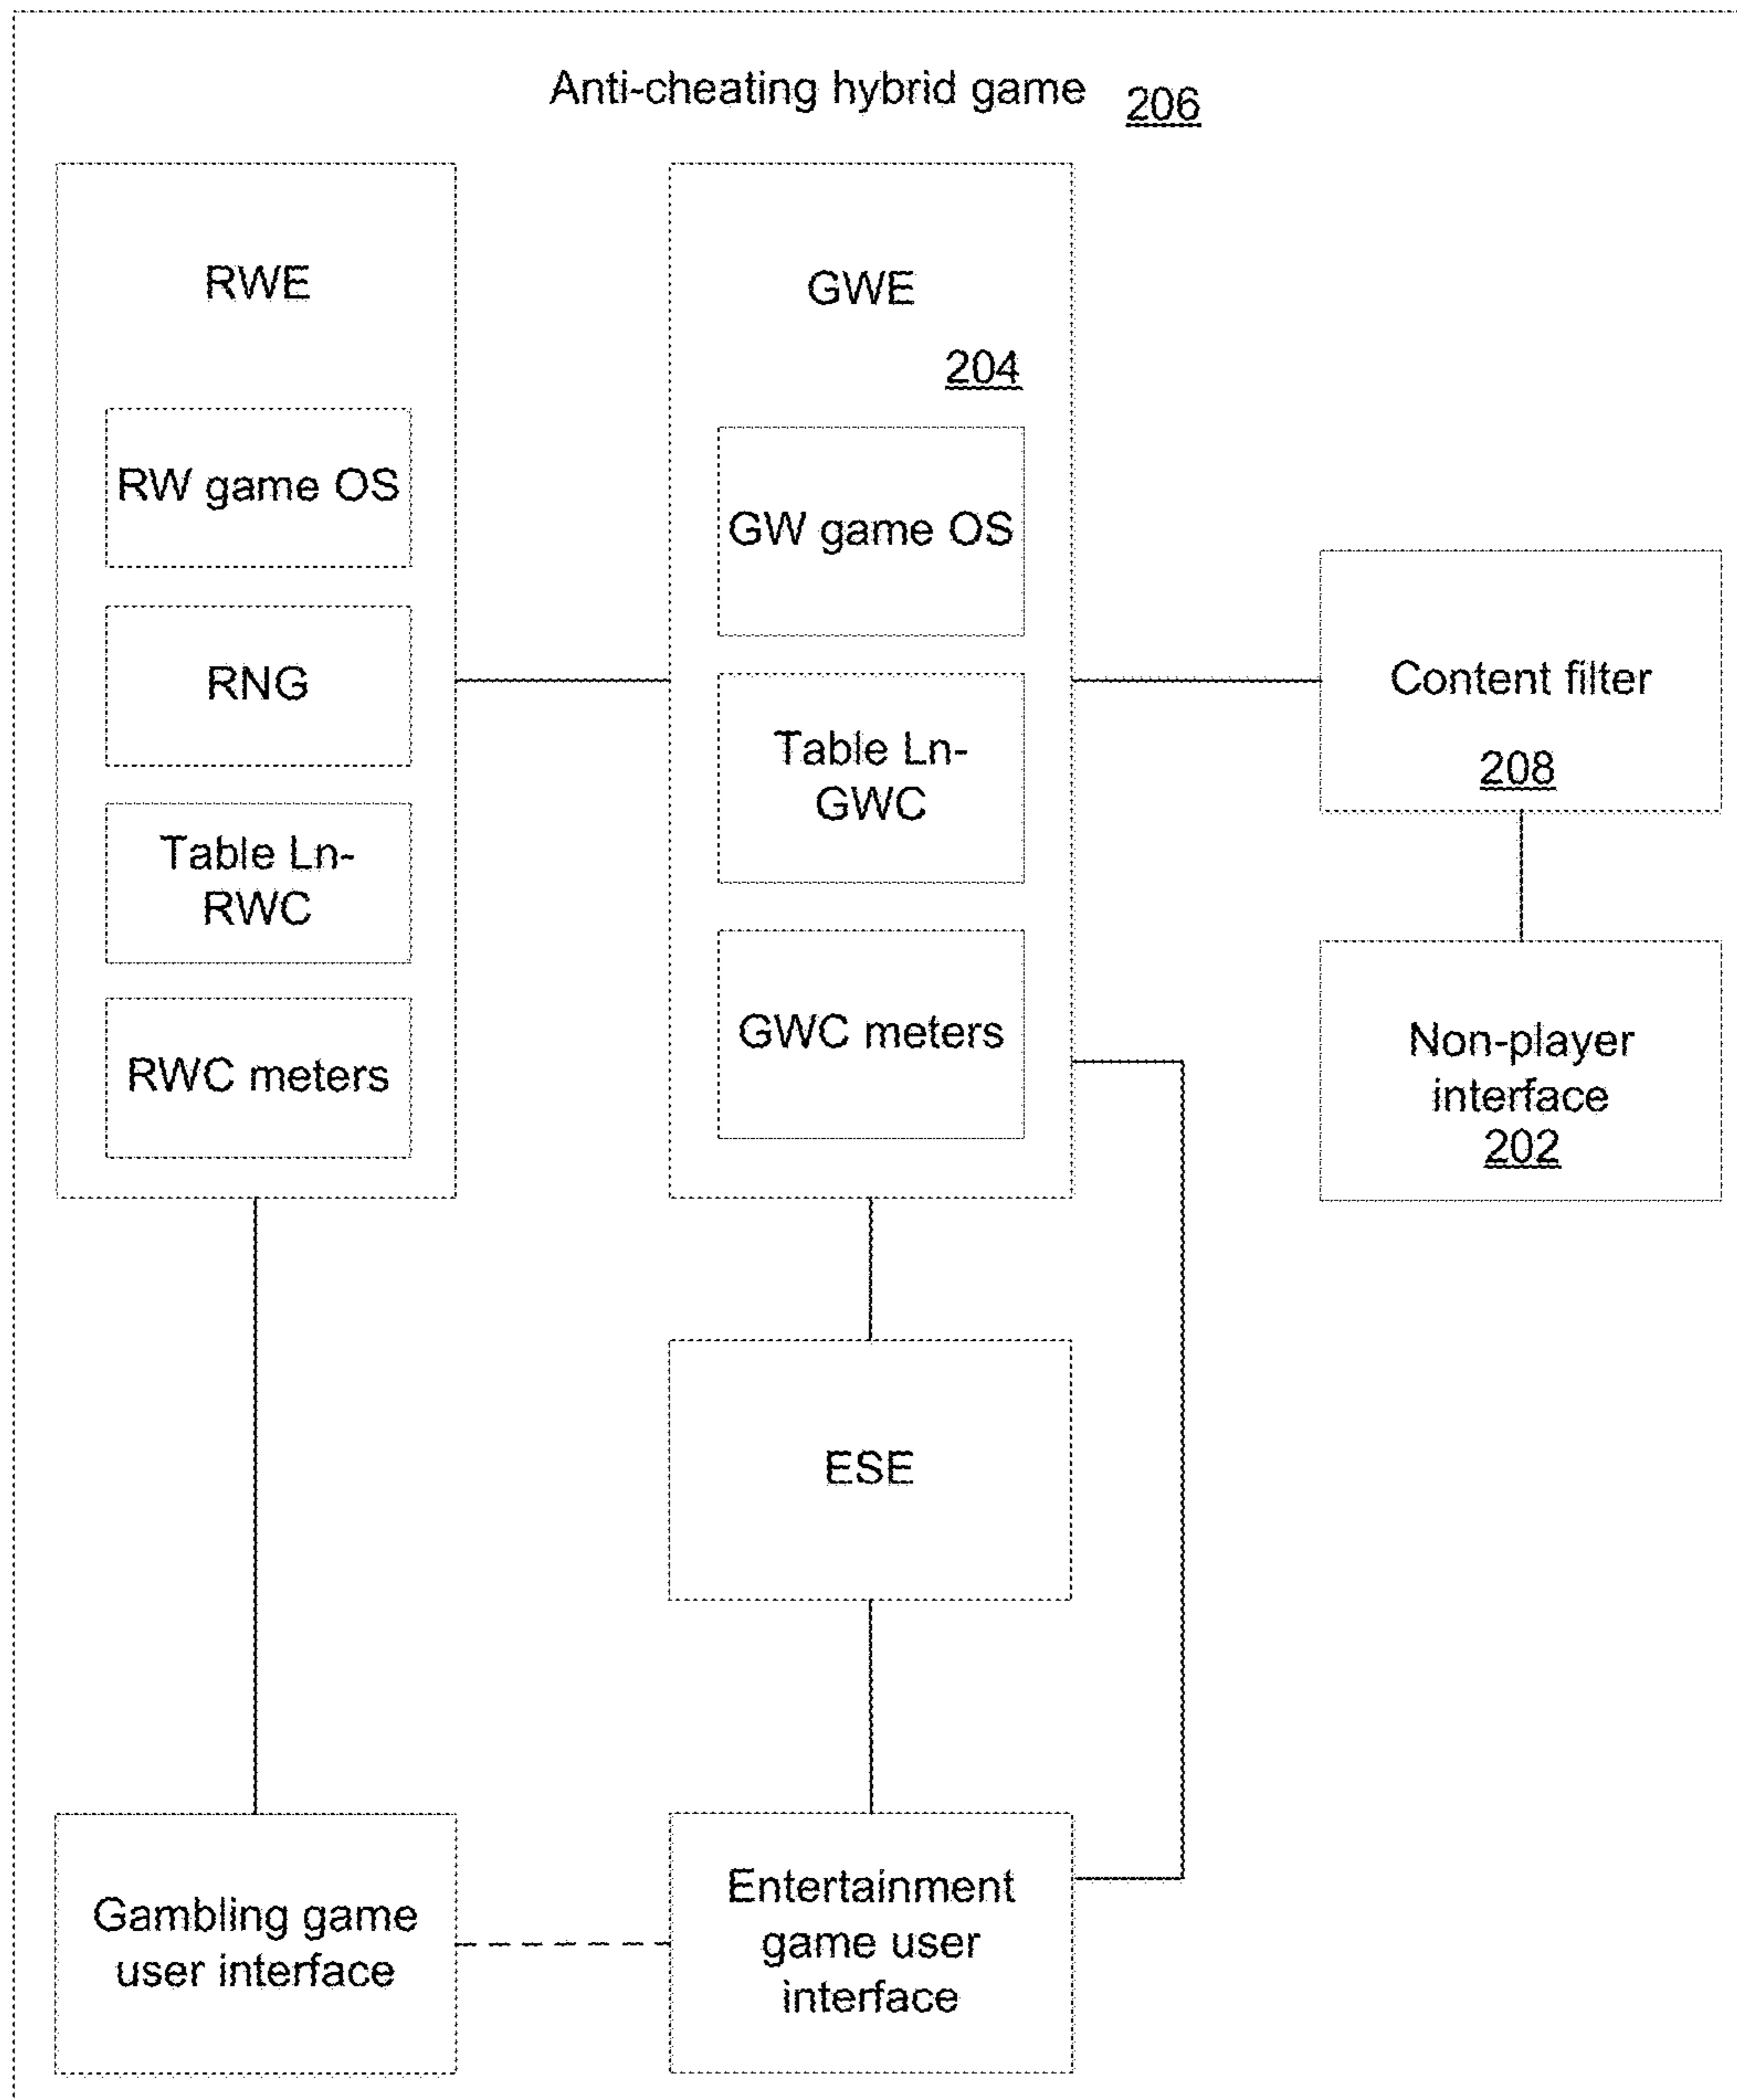 Anti-cheating hybrid game 206
RWE
RW game OS
RNG
Table Ln-
RWC
RWC meters
GWE
204
GW game OS
Table Ln-
GWC
GWC meters
Content filter
208
Non-player
interface
202
ESE
Gambling game
user interface
Entertainment
game user
interface